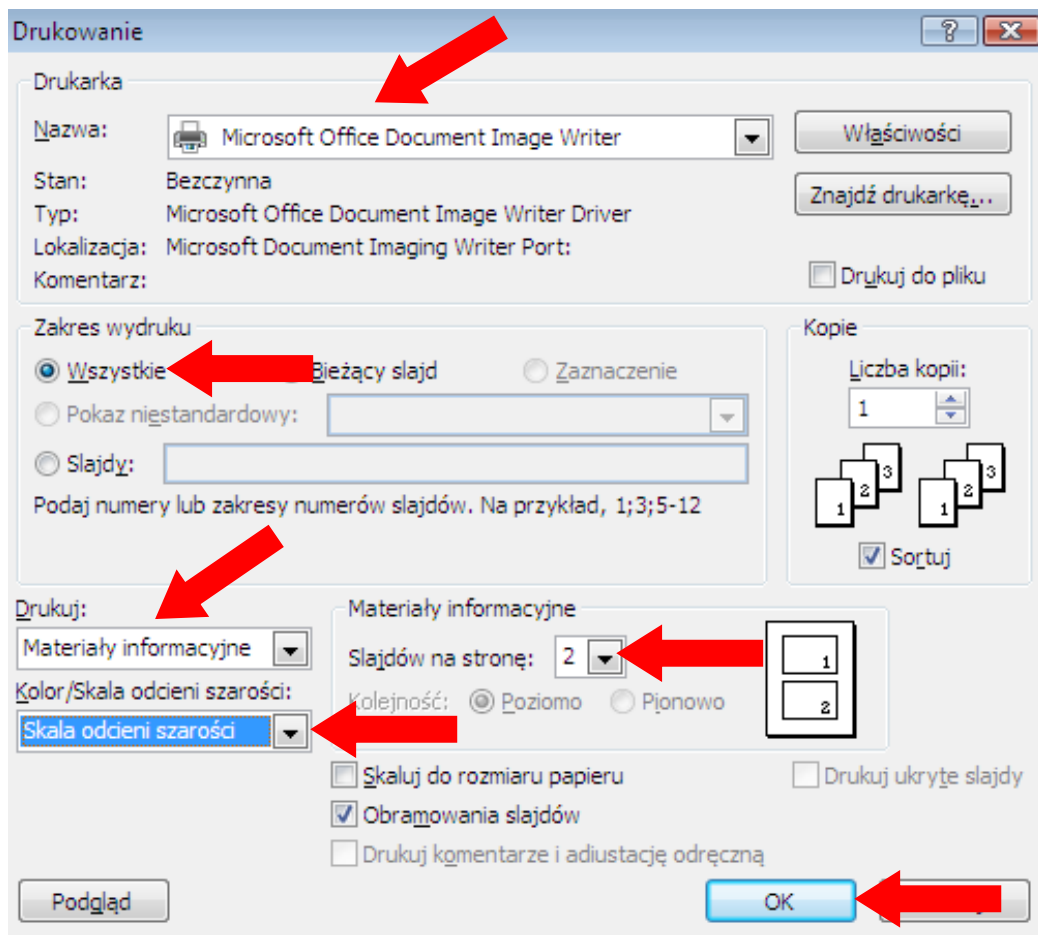 Drukowanie
Drukarka
Nazwa: Microsoft Office Document Image Writer
Właściwości
Stan: Bezczynna
Znajdź drukarkę...
Typ: Microsoft Office Document Image Writer Driver
Lokalizacja: Microsoft Document Imaging Writer Port:
Komentarz:
Drukuj do pliku
Zakres wydruku
Wszystkie Bieżący slajd Zaznaczenie
Pokaz niestandardowy:
Slajdy:
Podaj numery lub zakresy numerów slajdów. Na przykład, 1;3;5-12
Kopie
Liczba kopii:
1
1 2 3 1 2 3
Sortuj
Drukuj:
Materiały informacyjne
Kolor/Skala odcieni szarości:
Skala odcieni szarości
Materiały informacyjne
Slajdów na stronę: 2
Kolejność: Poziomo Pionowo
1
2
Skaluj do rozmiaru papieru Drukuj ukryte slajdy
Obramowania slajdów
Drukuj komentarze i adiustację odręczną
Podgląd OK